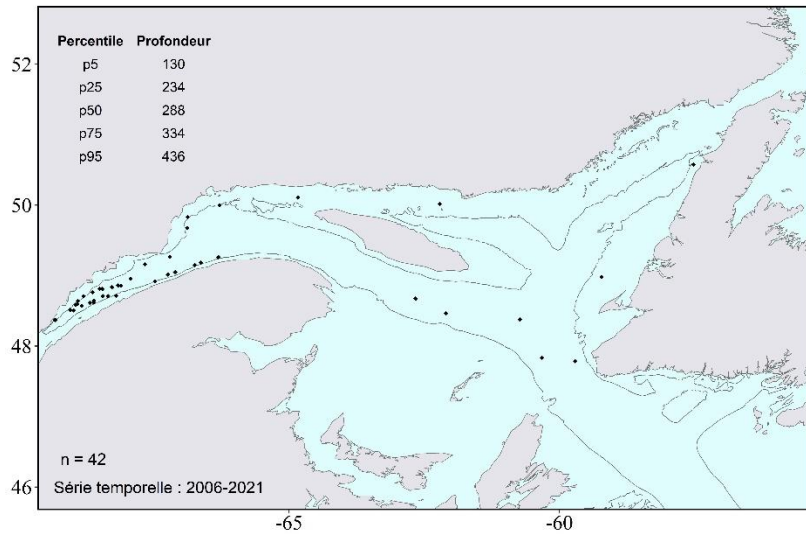 Percentile Profondeur
p5 130
p25 234
p50 288
p75 334
p95 436
52
50
48
46
n = 42
Série temporelle : 2006-2021
-65 -60